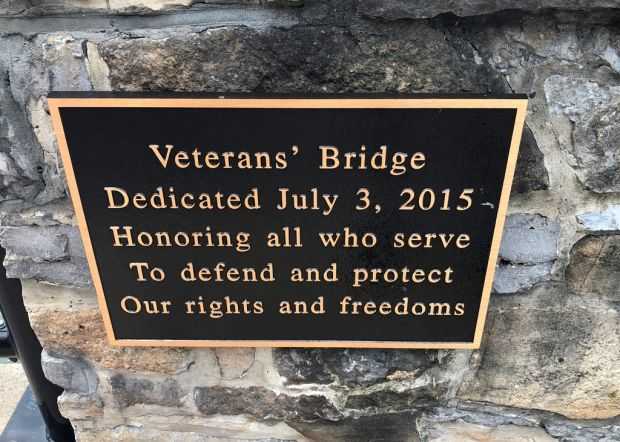 Veterans’ Bridge
Dedicated July 3, 2015
Honoring all who serve
To defend and protect
Our rights and freedoms